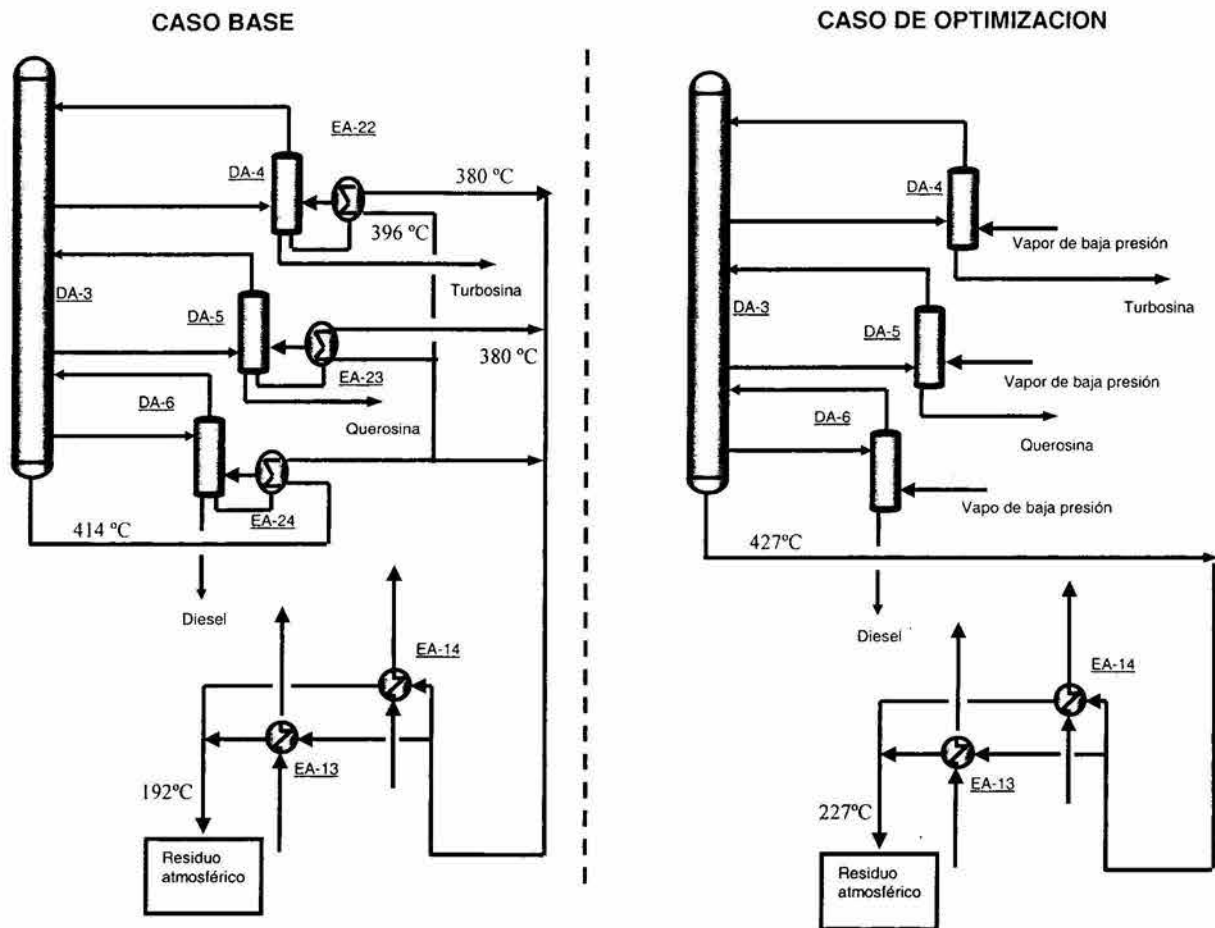 CASO BASE
EA-22
DA-4
380 ºC
396 ºC
Turbosina
DA-3
DA-5
380 ºC
EA-23
DA-6
Querosina
EA-24
414 ºC
Diesel
EA-14
EA-13
192ºC
Residuo
atmosférico
CASO DE OPTIMIZACION
DA-4
Vapor de baja presión
Turbosina
DA-3
DA-5
Vapor de baja presión
DA-6
Querosina
Vapo de baja presión
427ºC
Diesel
EA-14
EA-13
227ºC
Residuo
atmosférico